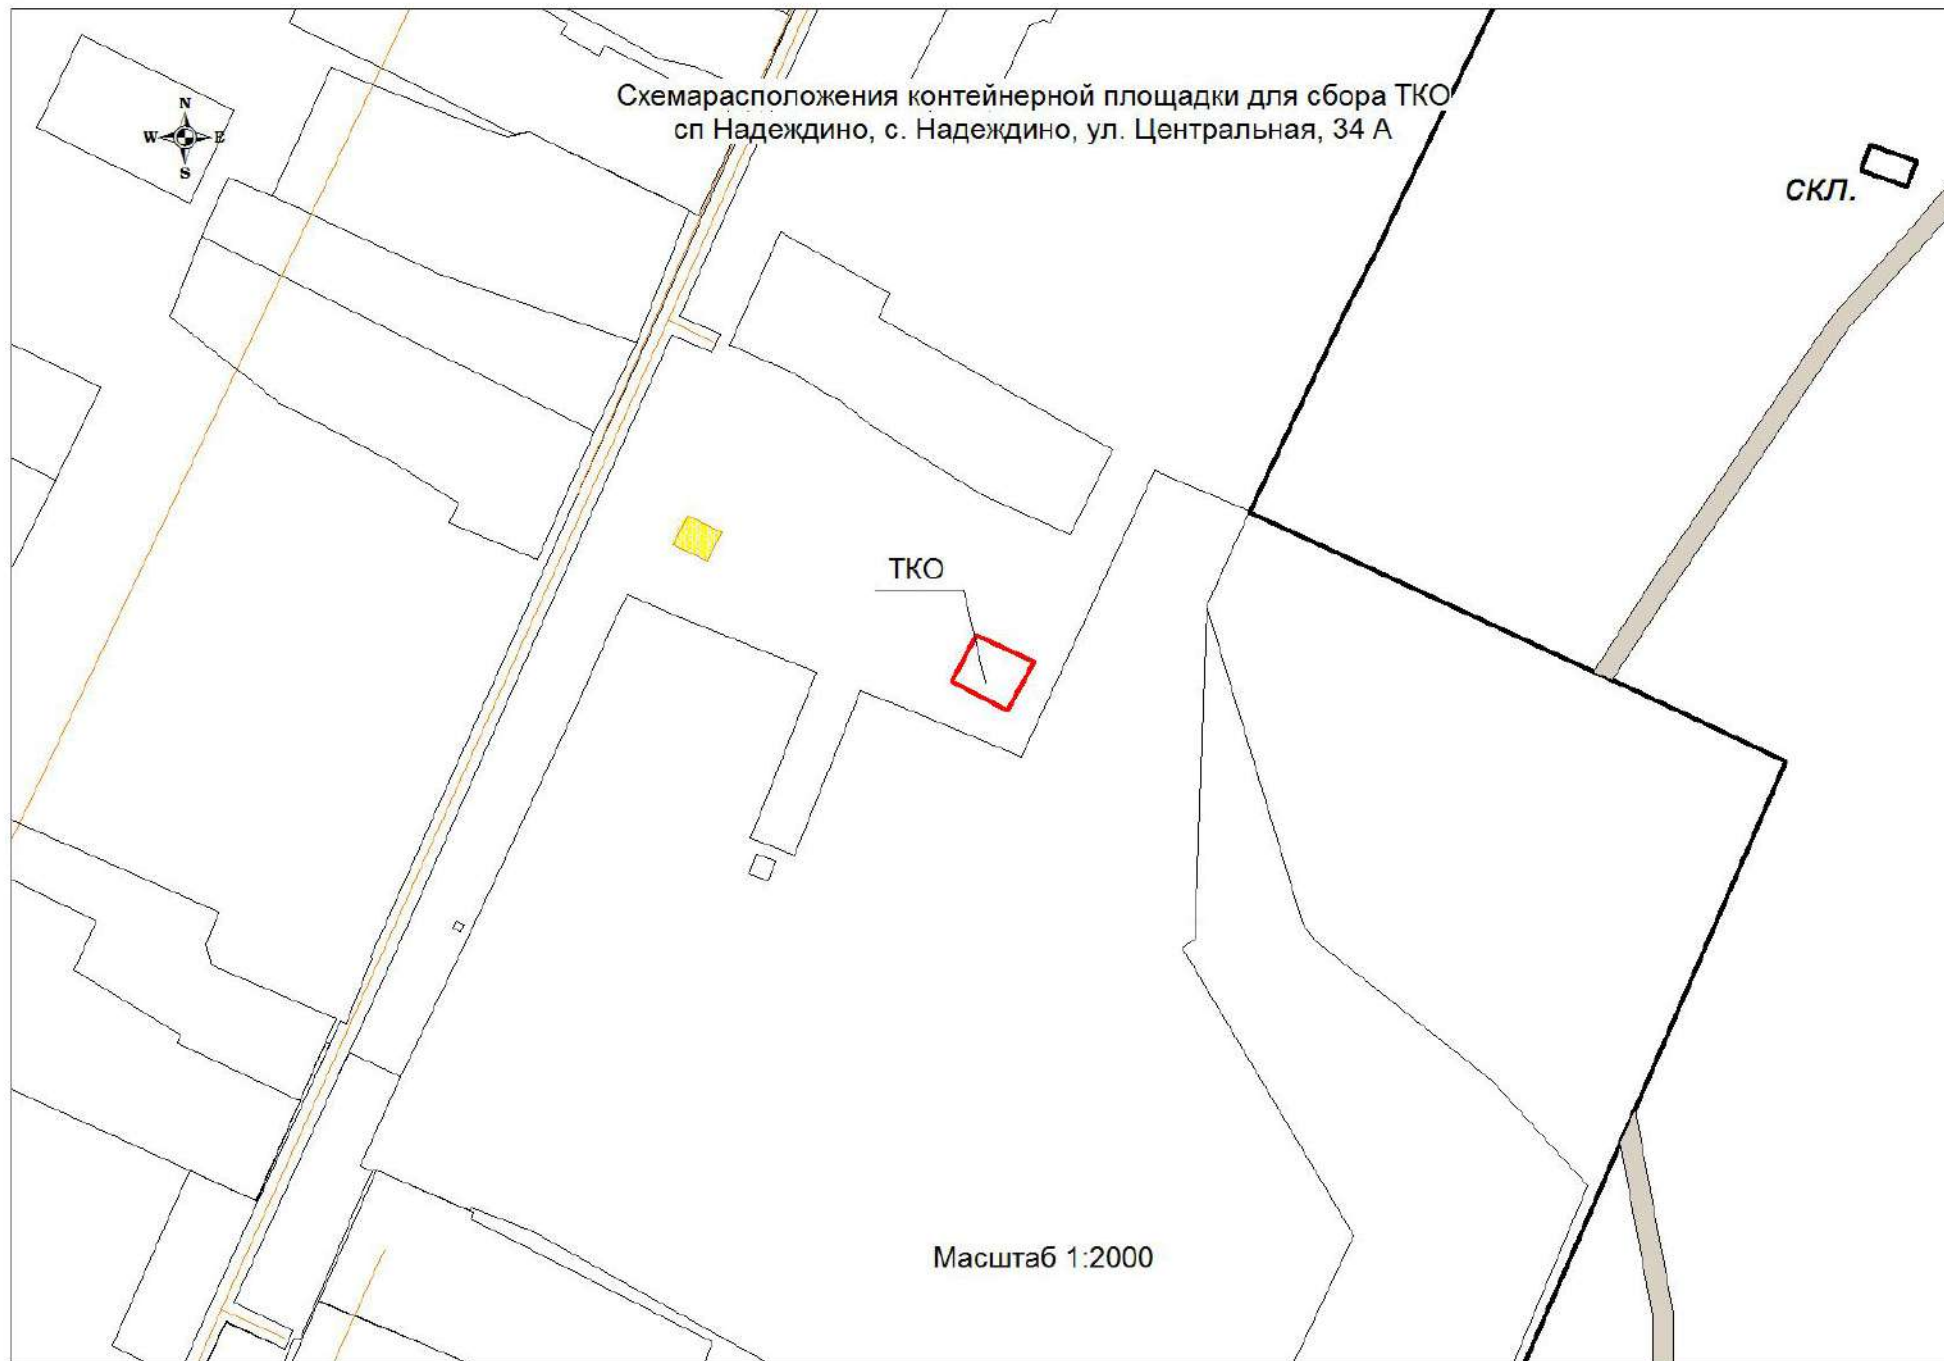 Схемарасположения контейнерной площадки для сбора ТКО
сп Надеждино, с. Надеждино, ул. Центральная, 34 А
N
W E
S
скл.
ТКО
Масштаб 1:2000